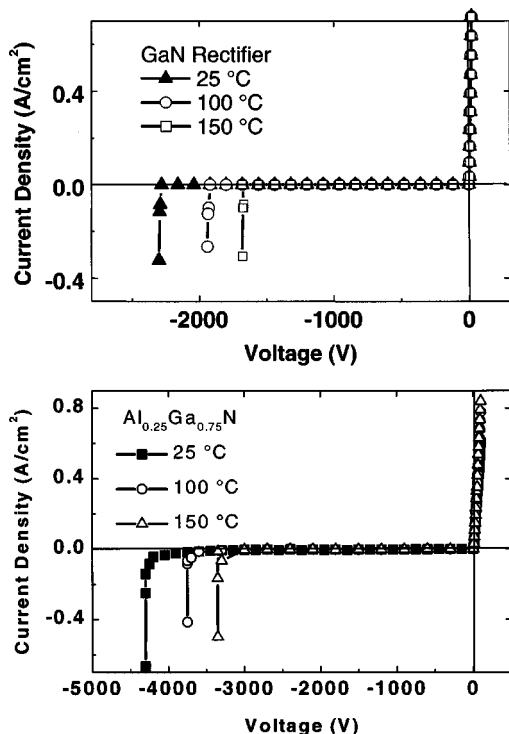 GaN Rectifier
25 °C
100 °C
150 °C
Current Density (A/cm²)
0.4
0.0
-0.4
-2000 -1000 0
Voltage (V)
Al0.25Ga0.75N
25 °C
100 °C
150 °C
Current Density (A/cm²)
0.8
0.4
0.0
-0.4
-5000 -4000 -3000 -2000 -1000 0
Voltage (V)